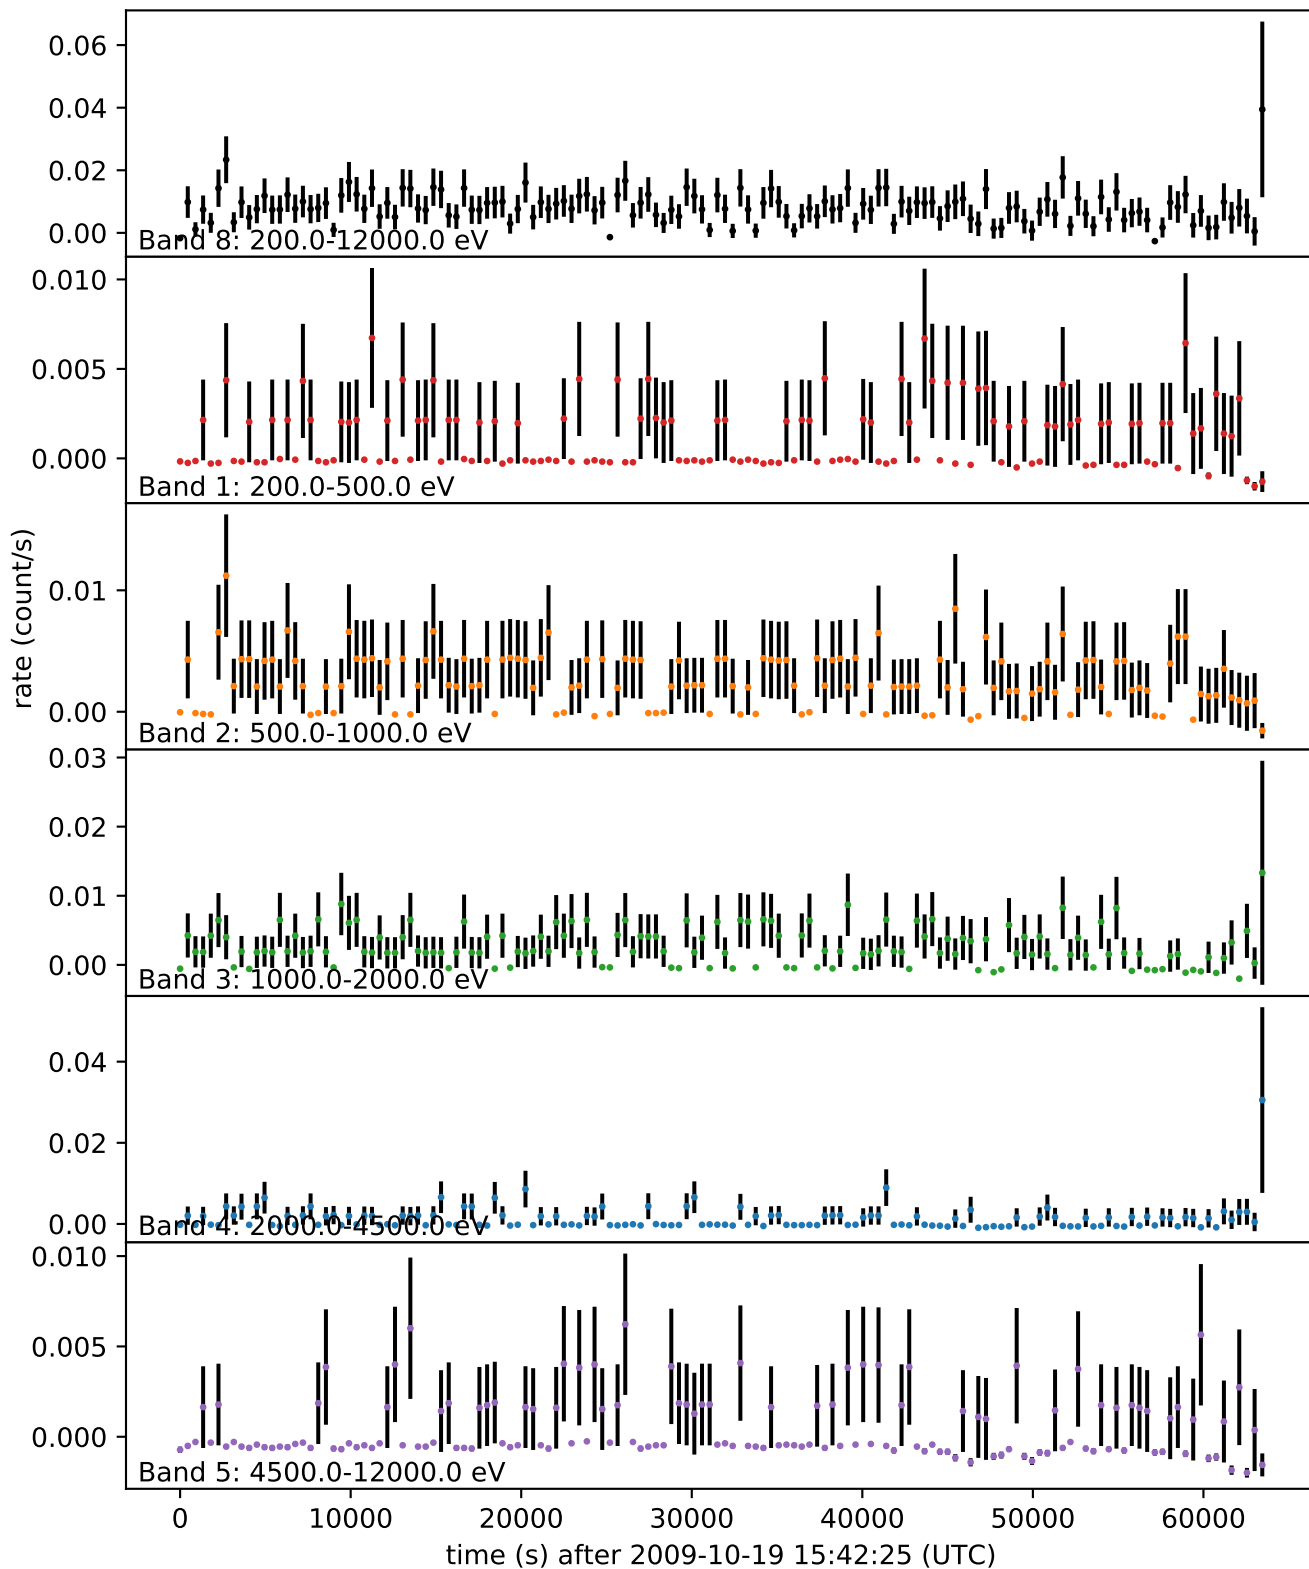 0.06
0.04
0.02
0.00
Band 8: 200.0-12000.0 eV
0.010
0.005
0.000
Band 1: 200.0-500.0 eV
rate (count/s)
0.01
0.00
Band 2: 500.0-1000.0 eV
0.03
0.02
0.01
0.00
Band 3: 1000.0-2000.0 eV
0.04
0.02
0.00
Band 4: 2000.0-4500.0 eV
0.010
0.005
0.000
Band 5: 4500.0-12000.0 eV
0 10000 20000 30000 40000 50000 60000
time (s) after 2009-10-19 15:42:25 (UTC)